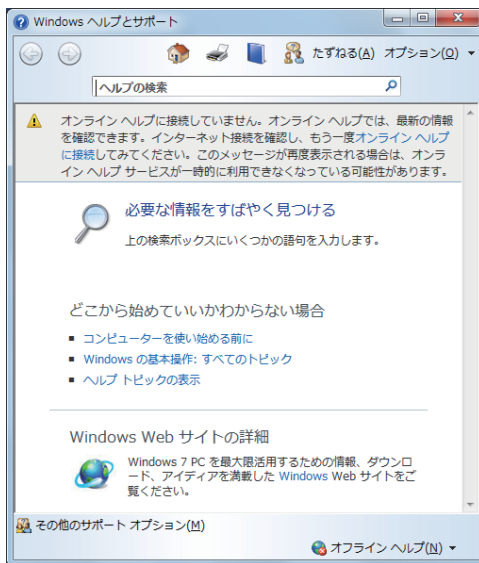 Windows ヘルプとサポート
たずねる(A) オプション(O)
ヘルプの検索
オンライン ヘルプに接続していません。オンライン ヘルプでは、最新の情報
を確認できます。インターネット接続を確認し、もう一度オンライン ヘルプ
に接続してみてください。このメッセージが再度表示される場合は、オンラ
イン ヘルプ サービスが一時的に利用できなくなっている可能性があります。
必要な情報をすばやく見つける
上の検索ボックスにいくつかの語句を入力します。
どこから始めていいかわからない場合
■ コンピューターを使い始める前に
■ Windows の基本操作: すべてのトピック
■ ヘルプ トピックの表示
Windows Web サイトの詳細
Windows 7 PC を最大限活用するための情報、ダウンロ
ード、アイディアを満載した Windows Web サイトをご
覧ください。
その他のサポート オプション(M)
オフライン ヘルプ(N)